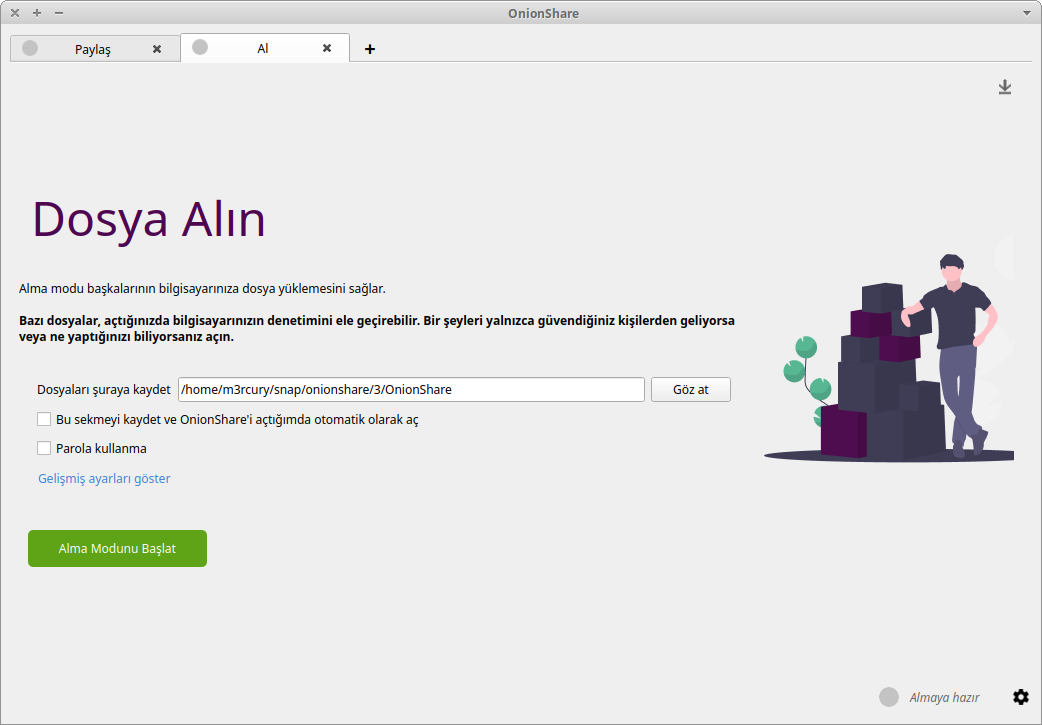 OnionShare
Paylaş
Al
Dosya Alın
Alma modu başkalarının bilgisayarınıza dosya yüklemesini sağlar.
Bazı dosyalar, açtığınızda bilgisayarınızın denetimini ele geçirebilir. Bir şeyleri yalnızca güvendiğiniz kişilerden geliyorsa
veya ne yaptığınızı biliyorsanız açın.
Dosyaları şuraya kaydet /home/m3rcury/snap/onionshare/3/OnionShare Göz at
Bu sekmeyi kaydet ve OnionShare'i açtığımda otomatik olarak aç
Parola kullanma
Gelişmiş ayarları göster
Alma Modunu Başlat
Almaya hazır